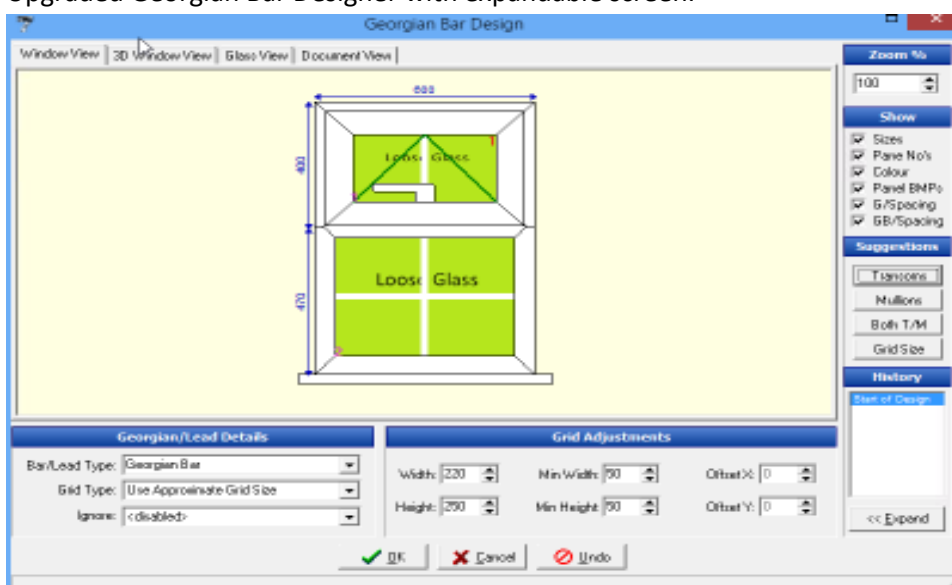 Upgraded Georgian Bar Designer with expandable screen.
Georgian Bar Design
Window View 3D Window View Glass View Document View
Zoom %
100
Show
Sizes
Pane No's
Colour
Panel BMPs
G/Spacing
GB/Spacing
Suggestions
Transoms
Mullions
Both T/M
Grid Size
History
Start of Design
<< Expand
400
Loose Glass
1
470
Loose Glass
2
Georgian/Lead Details
Bar/Lead Type: Georgian Bar
Grid Type: Use Approximate Grid Size
Ignore: <disabled>
Grid Adjustments
Width: 220 Min Width: 50 Offset X: 0
Height: 250 Min Height: 50 Offset Y: 0
OK Cancel Undo